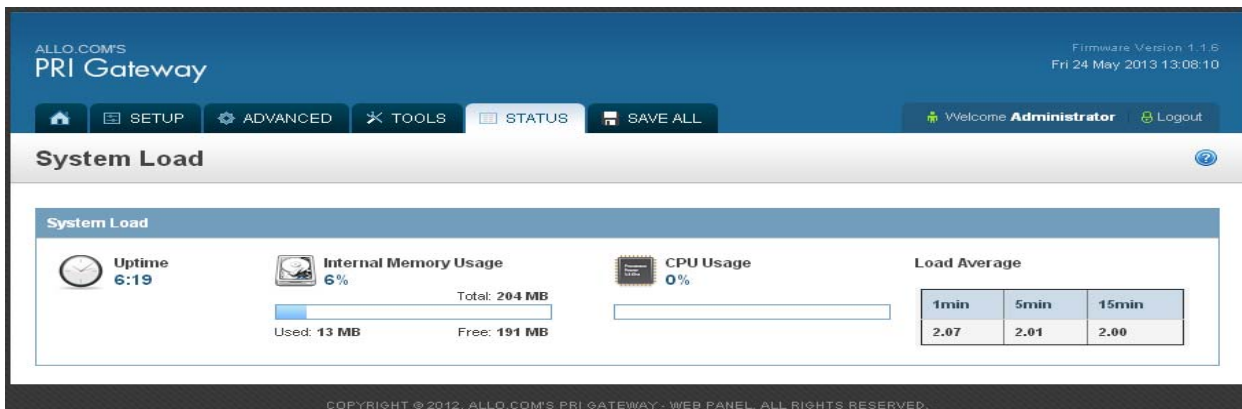 ALLO.COM'S
PRI Gateway
Firmware Version 1.1.6
Fri 24 May 2013 13:08:10
SETUP ADVANCED TOOLS STATUS SAVE ALL Welcome Administrator Logout
System Load
System Load
Uptime
6:19
Internal Memory Usage
6%
Total: 204 MB
Used: 13 MB Free: 191 MB
CPU Usage
0%
Load Average
1min 5min 15min
2.07 2.01 2.00
COPYRIGHT © 2012. ALLO.COM'S PRI GATEWAY - WEB PANEL. ALL RIGHTS RESERVED.